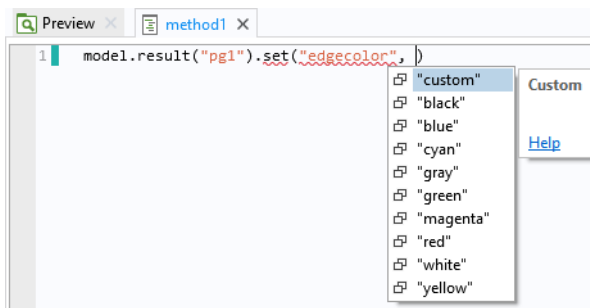 Preview
method1
1 model.result("pg1").set("edgecolor", )
"custom"
Custom
"black"
"blue"
Help
"cyan"
"gray"
"green"
"magenta"
"red"
"white"
"yellow"